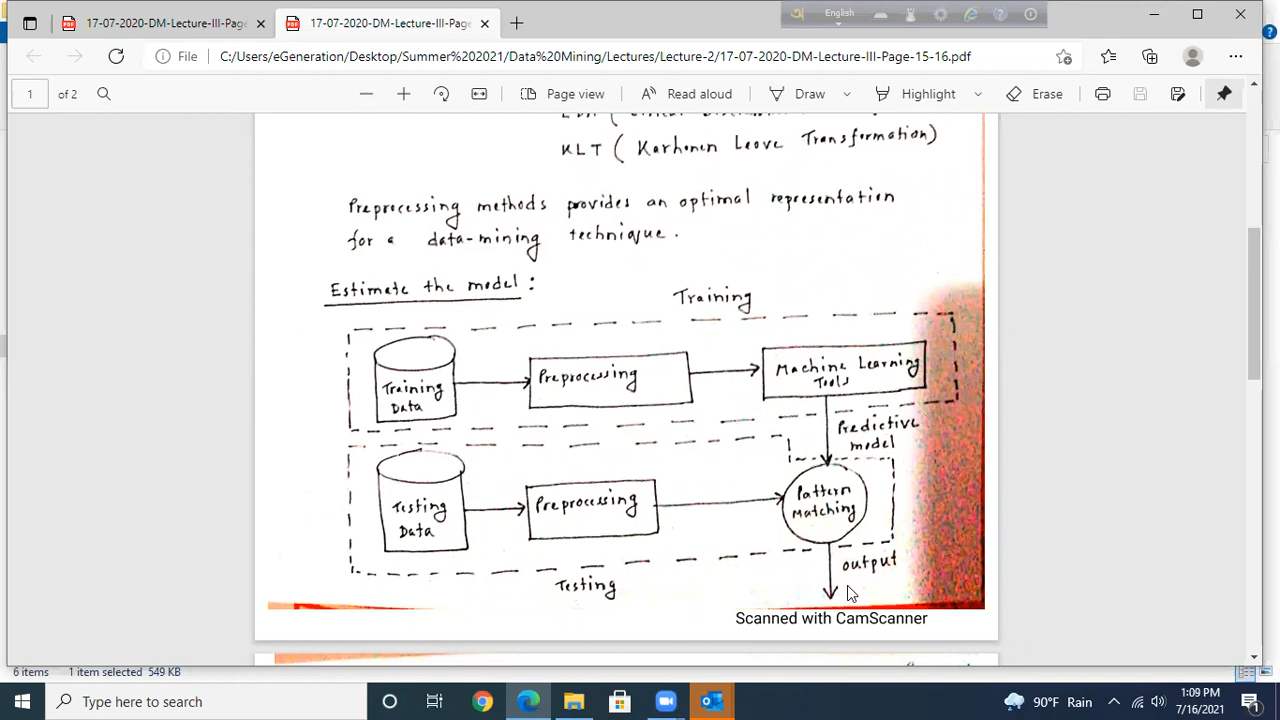 17-07-2020-DM-Lecture-III-Page-
17-07-2020-DM-Lecture-III-Page-
English
File
C:/Users/eGeneration/Desktop/Summer%202021/Data%20Mining/Lectures/Lecture-2/17-07-2020-DM-Lecture-III-Page-15-16.pdf
1 of 2
Page view
Read aloud
Draw
Highlight
Erase
KLT ( Karhonen Leove Transformation)
Preprocessing methods provides an optimal representation
for a data-mining technique.
Estimate the model :
Training
Training
Data
Preprocessing
Machine Learning
Tools
Predictive
model
Testing
Data
Preprocessing
Pattern
Matching
output
Testing
Scanned with CamScanner
6 items 1 item selected 549 KB
Type here to search
90°F Rain
1:09 PM
7/16/2021